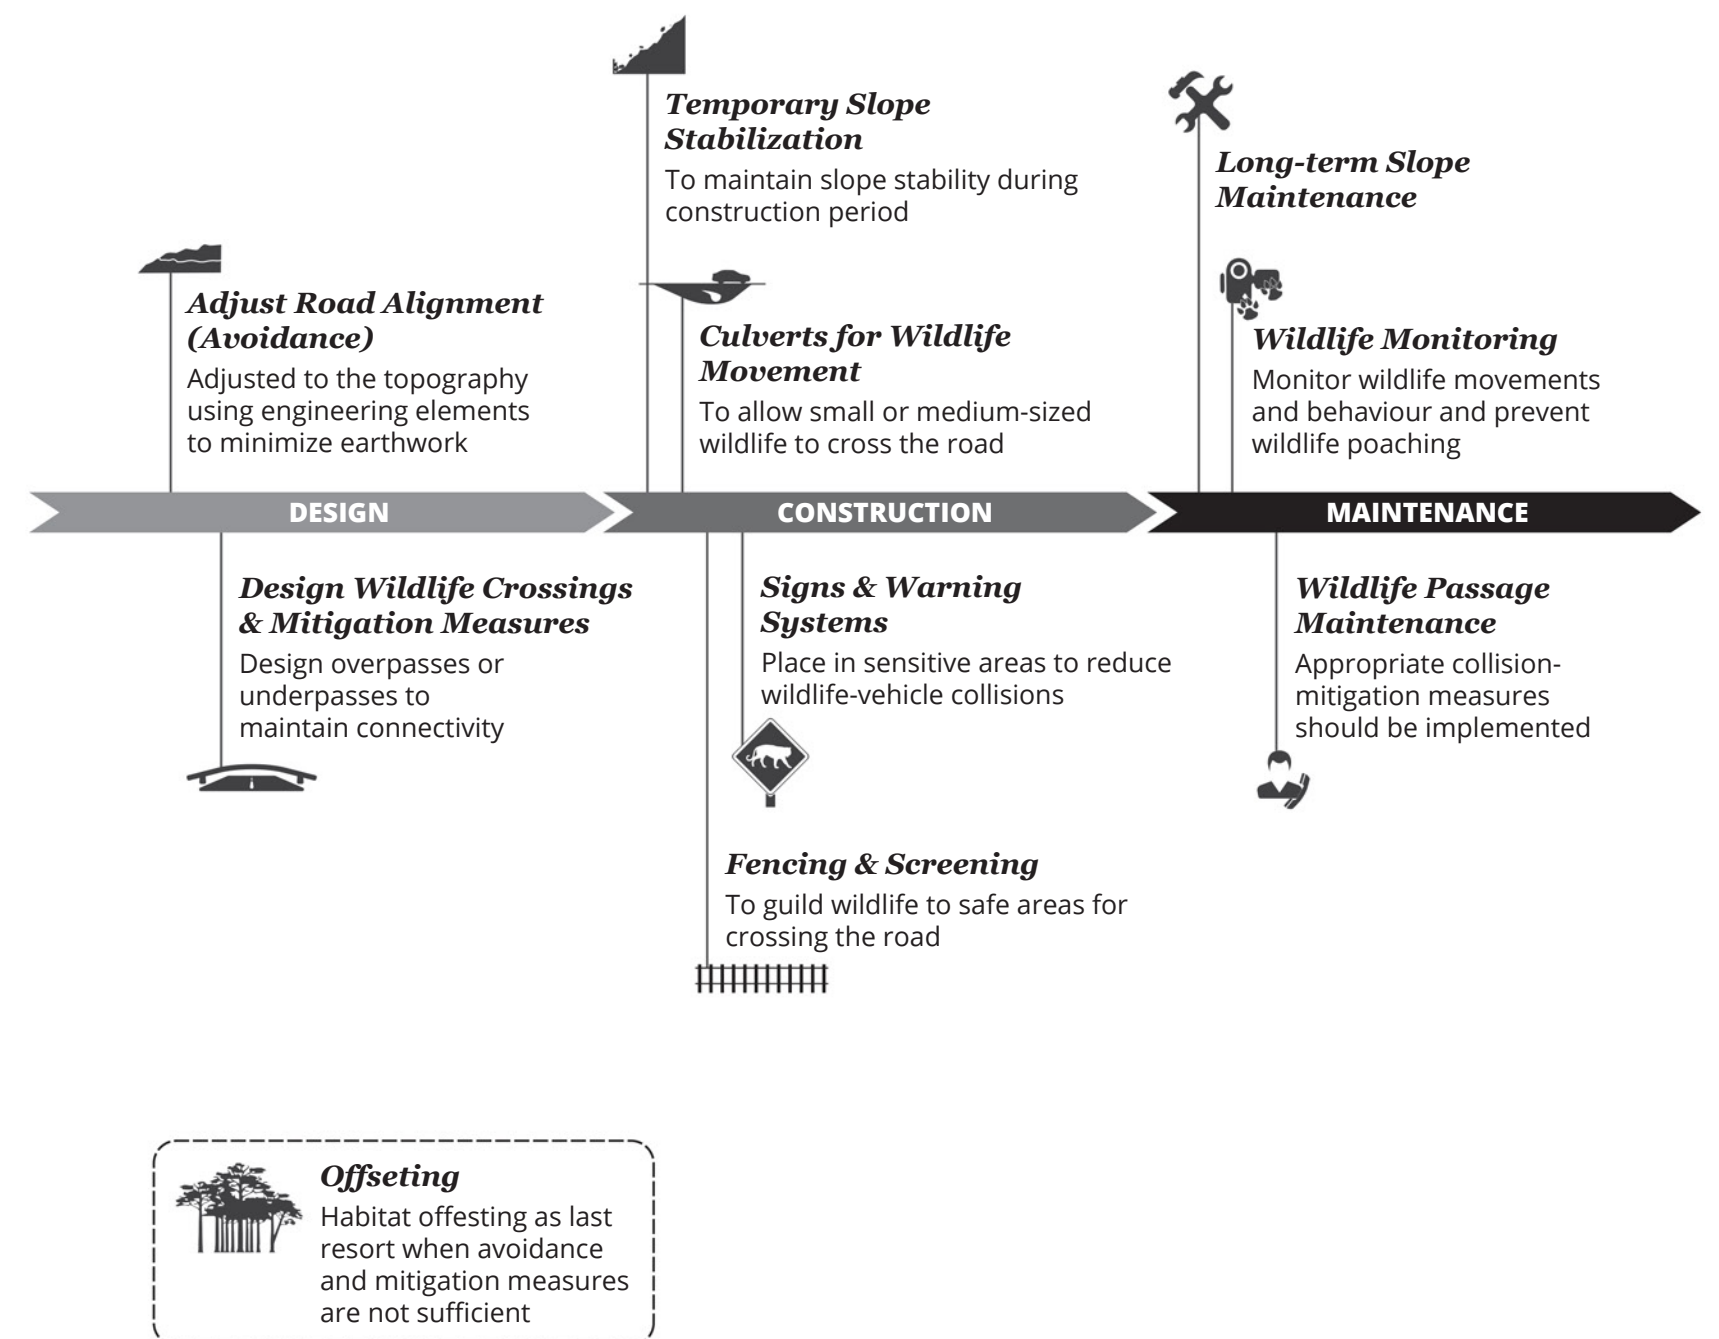 Temporary Slope
Stabilization
To maintain slope stability during
construction period
Long-term Slope
Maintenance
Adjust Road Alignment
(Avoidance)
Adjusted to the topography
using engineering elements
to minimize earthwork
Culverts for Wildlife
Movement
To allow small or medium-sized
wildlife to cross the road
Wildlife Monitoring
Monitor wildlife movements
and behaviour and prevent
wildlife poaching
DESIGN
CONSTRUCTION
MAINTENANCE
Design Wildlife Crossings
& Mitigation Measures
Design overpasses or
underpasses to
maintain connectivity
Signs & Warning
Systems
Place in sensitive areas to reduce
wildlife-vehicle collisions
Wildlife Passage
Maintenance
Appropriate collision-
mitigation measures
should be implemented
Fencing & Screening
To guild wildlife to safe areas for
crossing the road
Offseting
Habitat offesting as last
resort when avoidance
and mitigation measures
are not sufficient